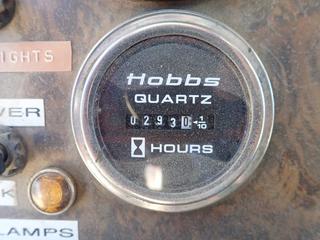 IGHTS
Hobbs
QUARTZ
VER
0 2 9 3 0 1/10
HOURS
K
LAMPS